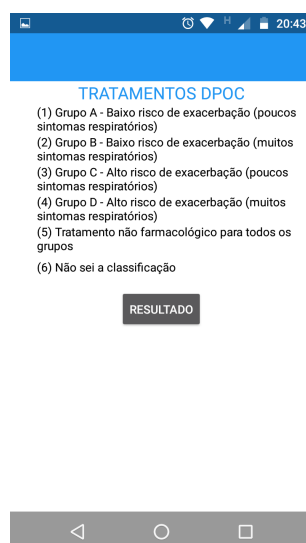 H 20:43
TRATAMENTOS DPOC
(1) Grupo A - Baixo risco de exacerbação (poucos
sintomas respiratórios)
(2) Grupo B - Baixo risco de exacerbação (muitos
sintomas respiratórios)
(3) Grupo C - Alto risco de exacerbação (poucos
sintomas respiratórios)
(4) Grupo D - Alto risco de exacerbação (muitos
sintomas respiratórios)
(5) Tratamento não farmacológico para todos os
grupos
(6) Não sei a classificação
RESULTADO